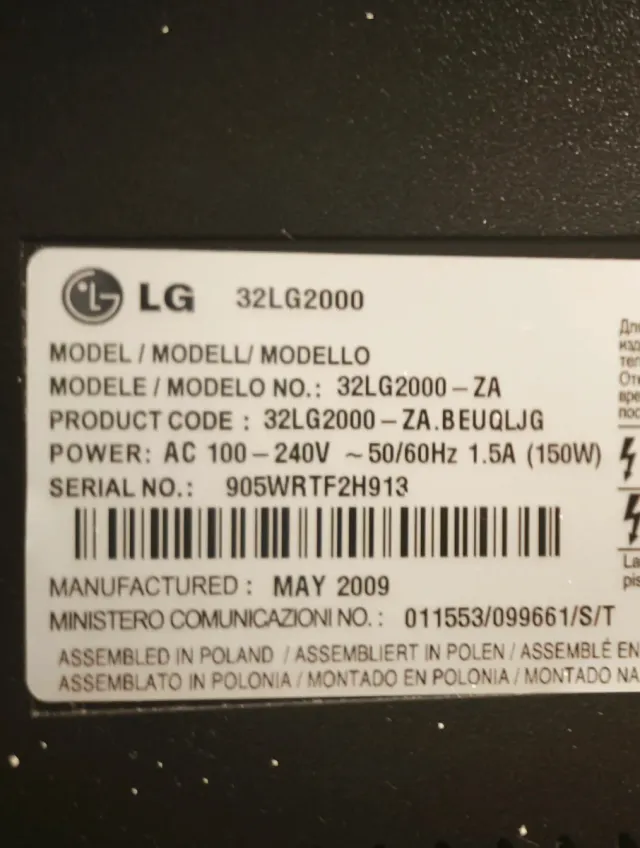 LG 32LG2000
MODEL / MODELL/ MODELLO
MODELE / MODELO NO.: 32LG2000-ZA
PRODUCT CODE : 32LG2000-ZA.BEUQLJG
POWER: AC 100-240V ~50/60Hz 1.5A (150W)
SERIAL NO.: 905WRTF2H913
MANUFACTURED : MAY 2009
MINISTERO COMUNICAZIONI NO. : 011553/099661/S/T
ASSEMBLED IN POLAND / ASSEMBLIERT IN POLEN / ASSEMBLÉ EN
ASSEMBLATO IN POLONIA / MONTADO EN POLONIA / MONTADO NA
La